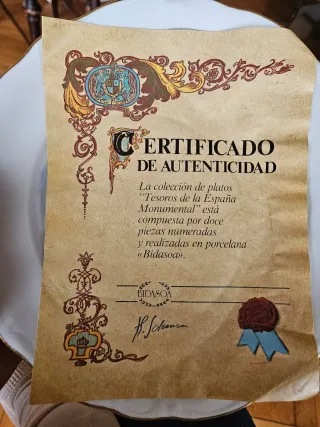 CERTIFICADO
DE AUTENTICIDAD
La colección de platos
"Tesoros de la España
Monumental" está
compuesta por doce
piezas numeradas
y realizadas en porcelana
«Bidasoa».
BIDASOA